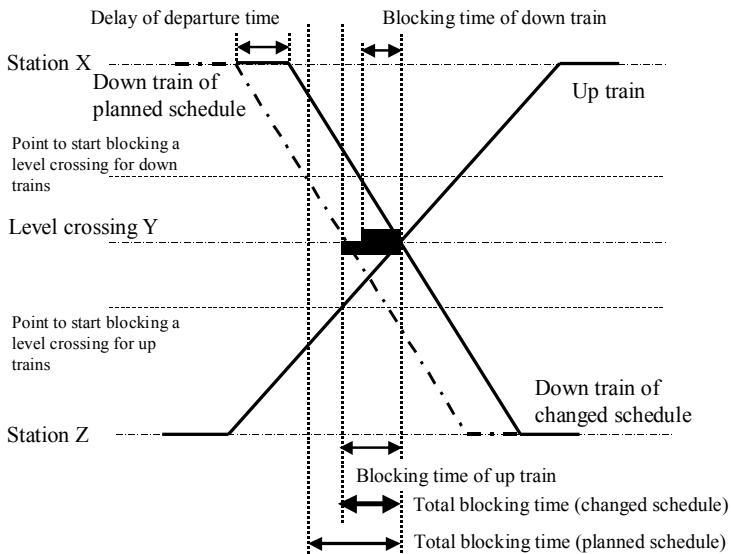 Delay of departure time
Blocking time of down train
Station X
Down train of
planned schedule
Up train
Point to start blocking a
level crossing for down
trains
Level crossing Y
Point to start blocking a
level crossing for up
trains
Down train of
changed schedule
Station Z
Blocking time of up train
Total blocking time (changed schedule)
Total blocking time (planned schedule)